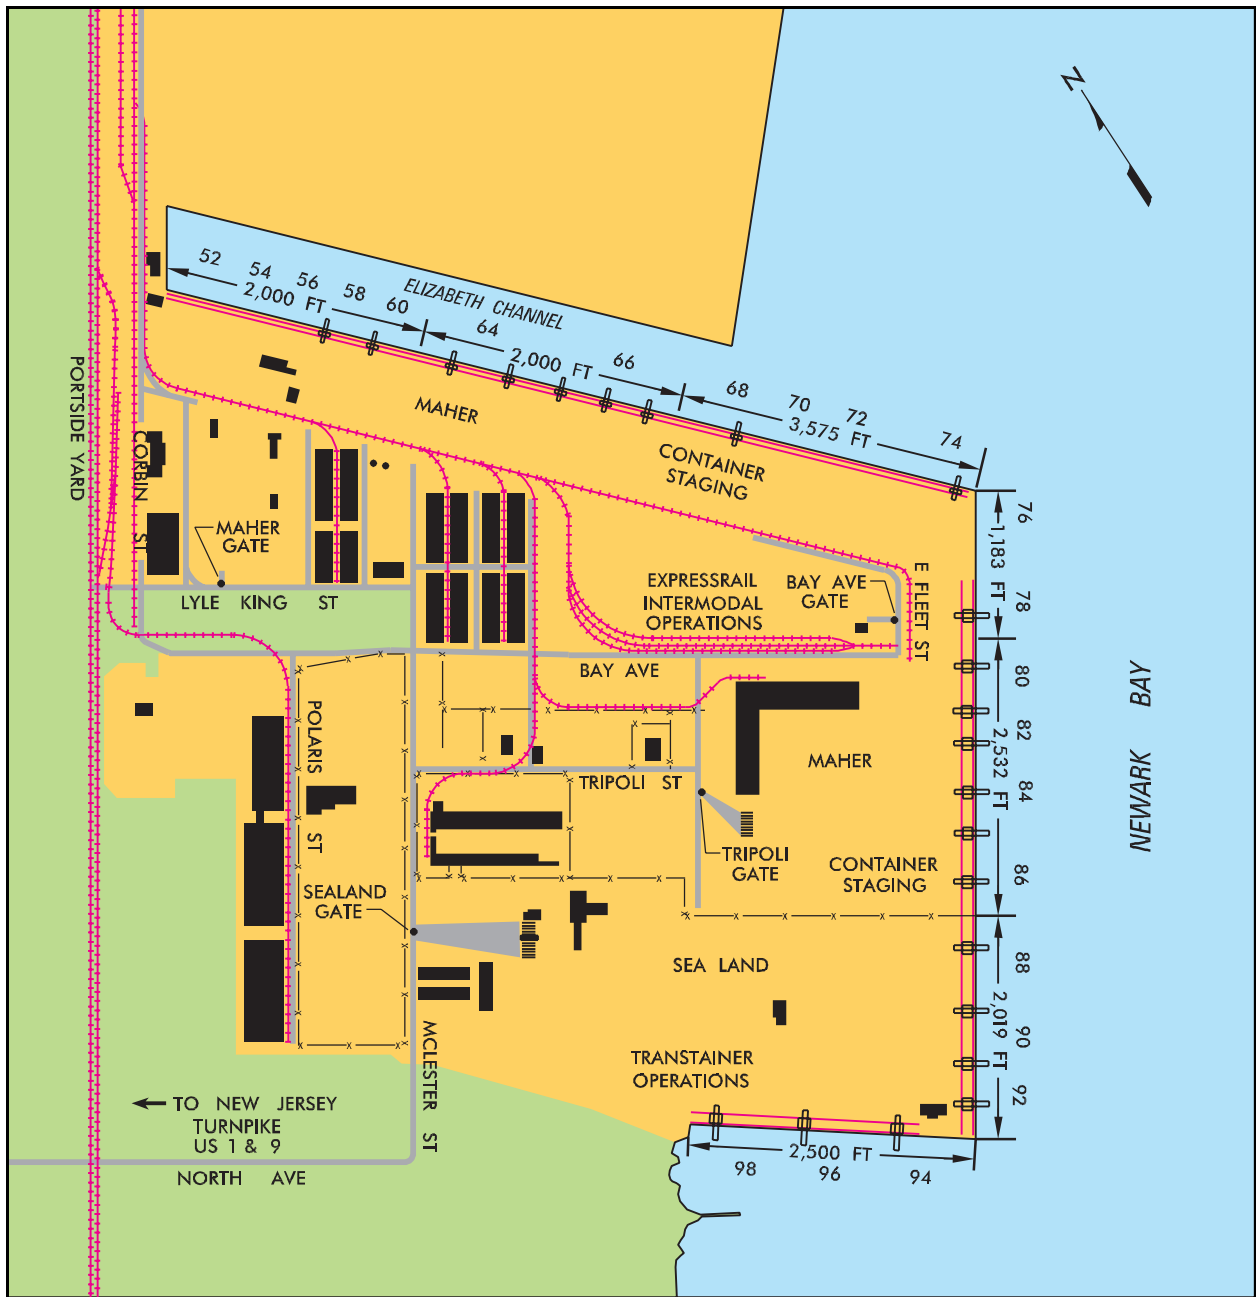 N
52
54
56
58
60
2,000 FT
ELIZABETH CHANNEL
64
66
2,000 FT
68
70
72
74
3,575 FT
MAHER
CONTAINER
STAGING
PORTSIDE YARD
CORBIN ST
MAHER
GATE
LYLE KING ST
EXPRESSRAIL
INTERMODAL
OPERATIONS
BAY AVE
GATE
E FLEET ST
76
1,183 FT
78
BAY AVE
80
82
2,532 FT
84
86
NEWARK BAY
POLARIS ST
TRIPOLI ST
MAHER
TRIPOLI
GATE
CONTAINER
STAGING
SEALAND
GATE
SEA LAND
88
2,019 FT
90
92
MCLESTER ST
TRANSTAINER
OPERATIONS
TO NEW JERSEY
TURNPIKE
US 1 & 9
NORTH AVE
2,500 FT
98
96
94